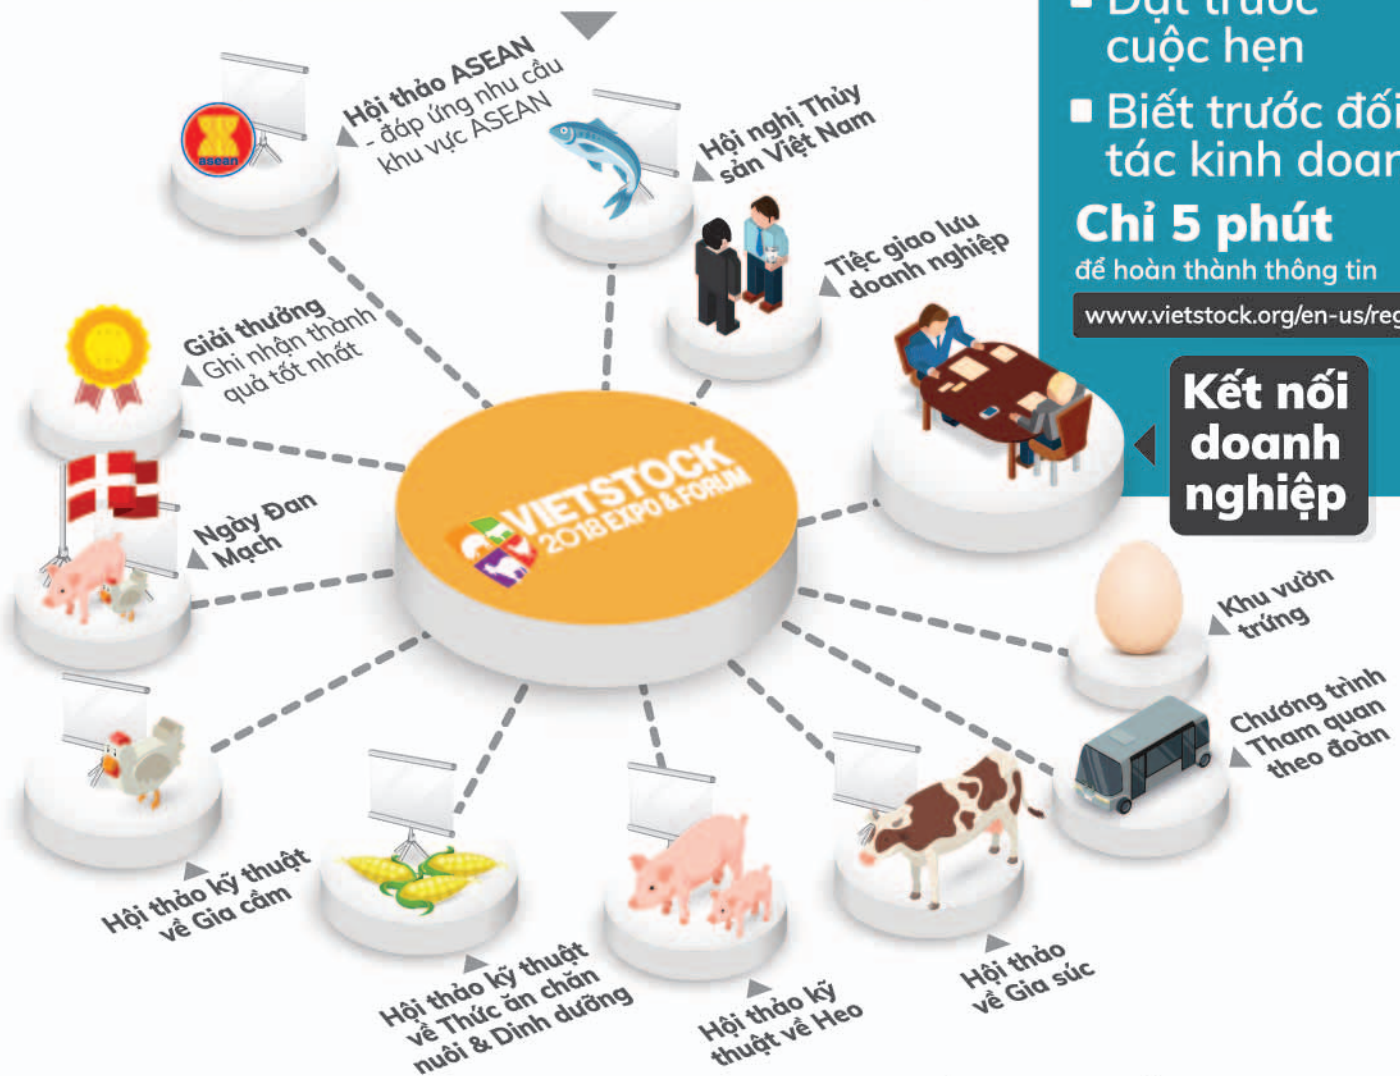 Hội thảo ASEAN
- đáp ứng nhu cầu
khu vực ASEAN
asean
Hội nghị Thủy
sản Việt Nam
Tiệc giao lưu
doanh nghiệp
Đặt trước
cuộc hẹn
Biết trước đối
tác kinh doan
Chỉ 5 phút
để hoàn thành thông tin
www.vietstock.org/en-us/reg
Kết nối
doanh
nghiệp
Giải thưởng
Ghi nhận thành
quả tốt nhất
Ngày Đan
Mạch
VIETSTOCK
2018 EXPO & FORUM
Khu vườn
trứng
Chương trình
Tham quan
theo đoàn
Hội thảo kỹ thuật
về Gia cầm
Hội thảo kỹ thuật
về Thức ăn chăn
nuôi & Dinh dưỡng
Hội thảo kỹ
thuật về Heo
Hội thảo
về Gia súc